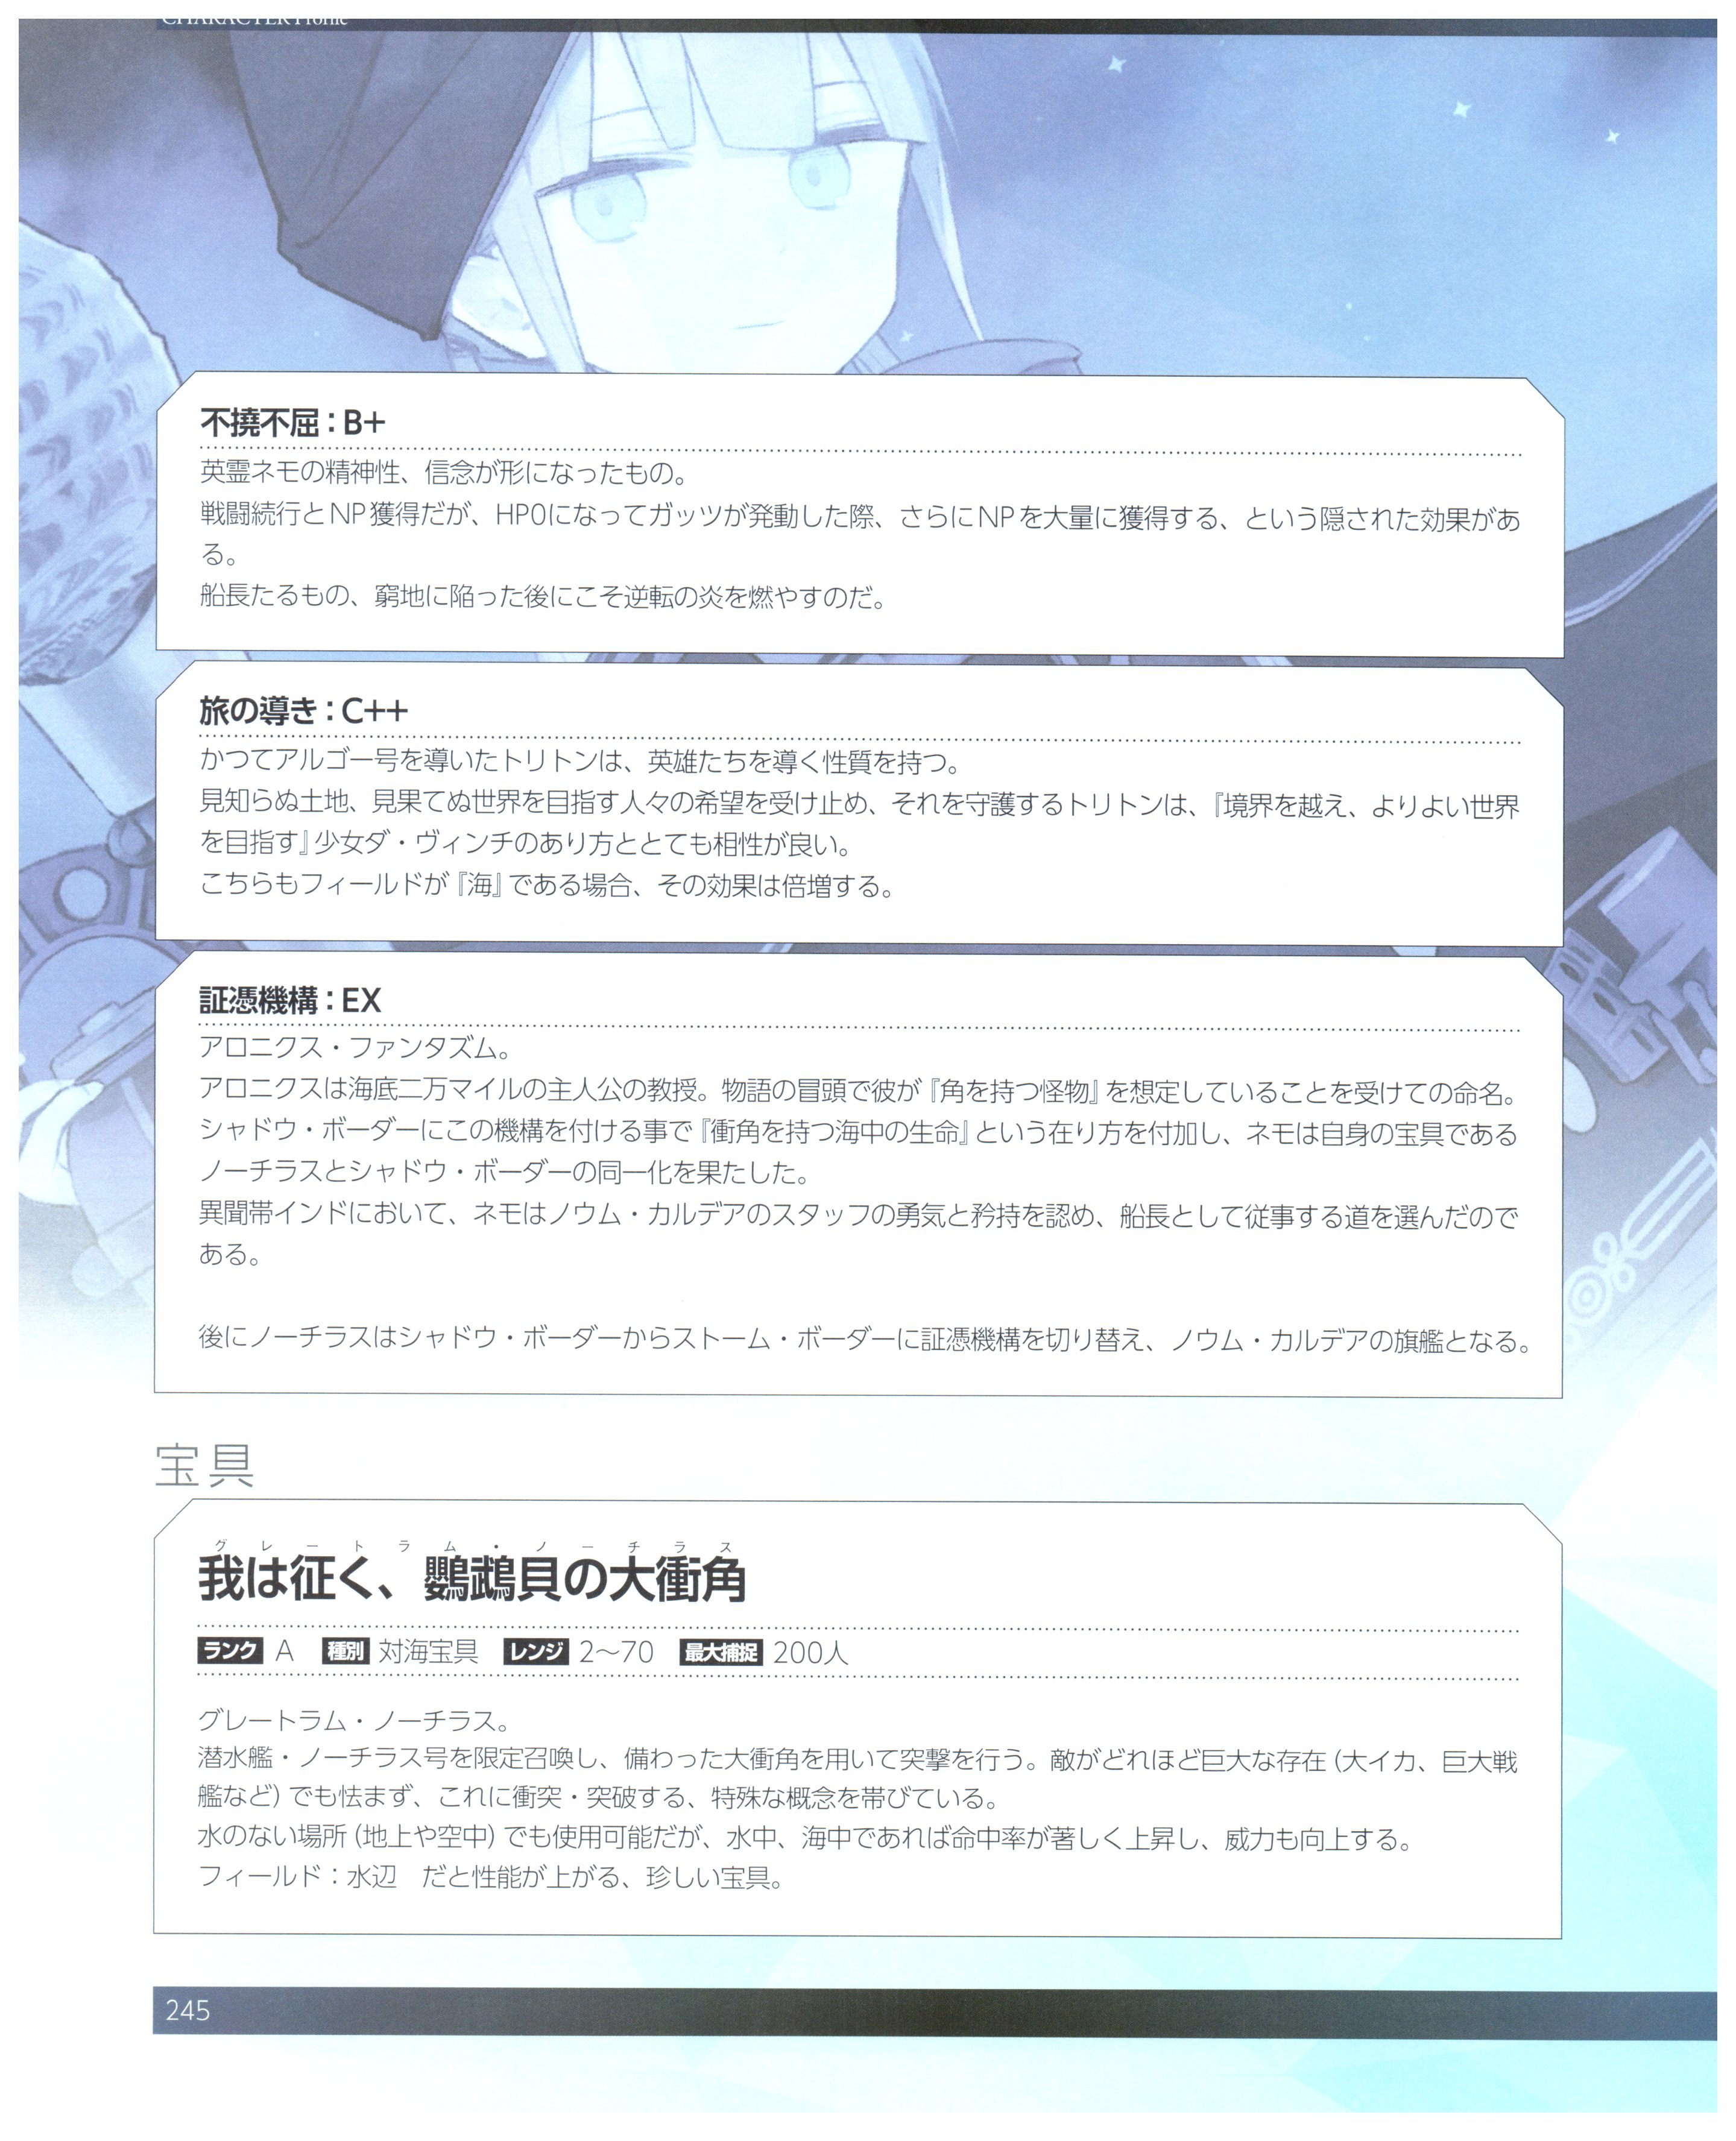 CHARACTER Profile
不撓不屈：B+
英霊ネモの精神性、信念が形になったもの。
戦闘続行とNP獲得だが、HP0になってガッツが発動した際、さらにNPを大量に獲得する、という隠された効果があ
る。
船長たるもの、窮地に陥った後にこそ逆転の炎を燃やすのだ。
旅の導き：C++
かつてアルゴー号を導いたトリトンは、英雄たちを導く性質を持つ。
見知らぬ土地、見果てぬ世界を目指す人々の希望を受け止め、それを守護するトリトンは、『境界を越え、よりよい世界
を目指す』少女ダ・ヴィンチのあり方ととても相性が良い。
こちらもフィールドが『海』である場合、その効果は倍増する。
証憑機構：EX
アロニクス・ファンタズム。
アロニクスは海底二万マイルの主人公の教授。物語の冒頭で彼が『角を持つ怪物』を想定していることを受けての命名。
シャドウ・ボーダーにこの機構を付ける事で『衝角を持つ海中の生命』という在り方を付加し、ネモは自身の宝具である
ノーチラスとシャドウ・ボーダーの同一化を果たした。
異聞帯インドにおいて、ネモはノウム・カルデアのスタッフの勇気と矜持を認め、船長として従事する道を選んだので
ある。
後にノーチラスはシャドウ・ボーダーからストーム・ボーダーに証憑機構を切り替え、ノウム・カルデアの旗艦となる。
宝具
グレートラム・ノーチラス
我は征く、鸚鵡貝の大衝角
ランク A 種別 対海宝具 レンジ 2～70 最大捕捉 200人
グレートラム・ノーチラス。
潜水艦・ノーチラス号を限定召喚し、備わった大衝角を用いて突撃を行う。敵がどれほど巨大な存在（大イカ、巨大戦
艦など）でも怯まず、これに衝突・突破する、特殊な概念を帯びている。
水のない場所（地上や空中）でも使用可能だが、水中、海中であれば命中率が著しく上昇し、威力も向上する。
フィールド：水辺　だと性能が上がる、珍しい宝具。
245